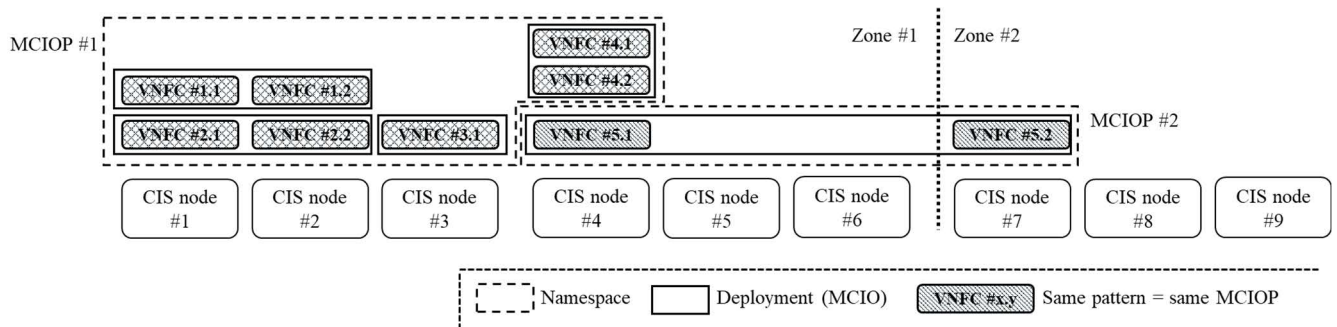 MCIOP #1
VNFC #4.1
Zone #1
Zone #2
VNFC #4.2
VNFC #1.1
VNFC #1.2
VNFC #2.1
VNFC #2.2
VNFC #3.1
VNFC #5.1
VNFC #5.2
MCIOP #2
CIS node
#1
CIS node
#2
CIS node
#3
CIS node
#4
CIS node
#5
CIS node
#6
CIS node
#7
CIS node
#8
CIS node
#9
Namespace
Deployment (MCIO)
VNFC #x.y
Same pattern = same MCIOP